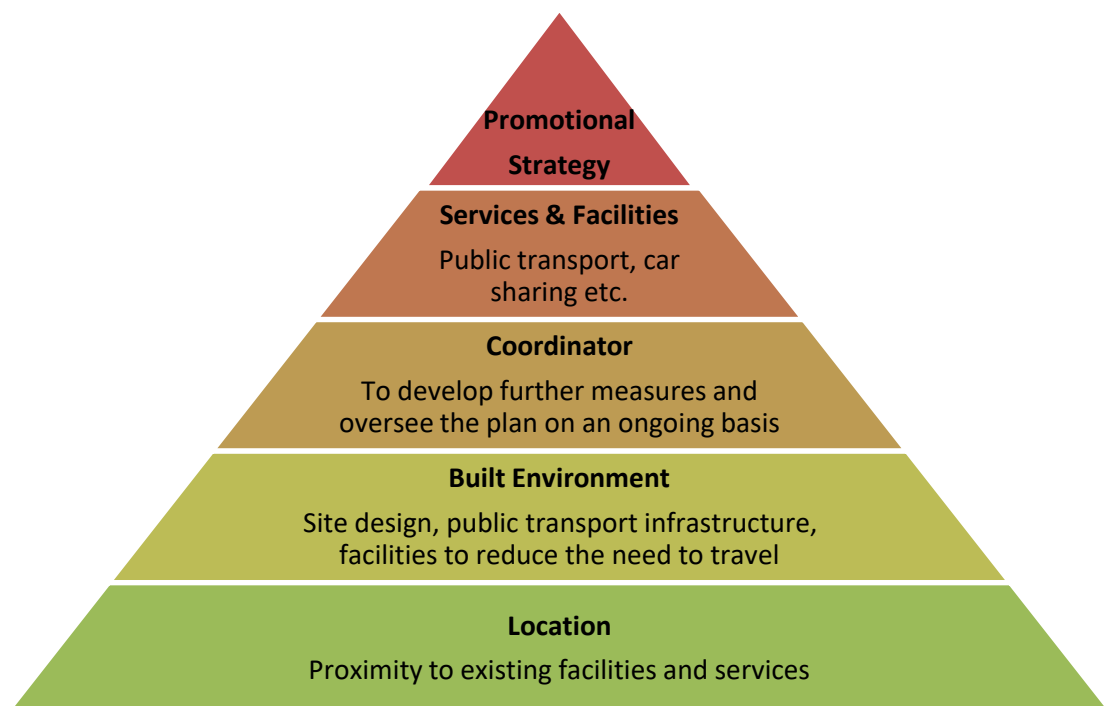 Promotional
Strategy
Services & Facilities
Public transport, car
sharing etc.
Coordinator
To develop further measures and
oversee the plan on an ongoing basis
Built Environment
Site design, public transport infrastructure,
facilities to reduce the need to travel
Location
Proximity to existing facilities and services